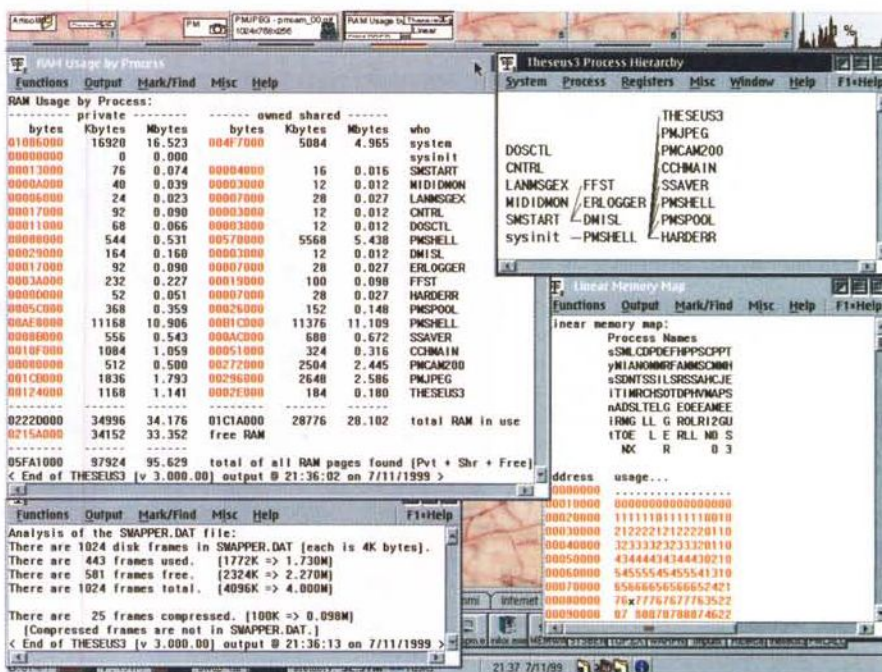 PM
PMJPEG - pmcam_00.gif
1024x768x256
RAM Usage by
Linear
RAM Usage by Process
Functions Output Mark/Find Misc Help
RAM Usage by Process:
--------- private --------- ------ owned shared ------
bytes Kbytes Mbytes bytes Kbytes Mbytes who
01086000 16920 16.523 004F7000 5084 4.965 system
00000000 0 0.000 sysinit
00013000 76 0.074 00004000 16 0.016 SMSTART
0000A000 40 0.039 00003000 12 0.012 MIDIDMON
00006000 24 0.023 00007000 28 0.027 LANMSGEX
00017000 92 0.090 00003000 12 0.012 CNTRL
00011000 68 0.066 00003000 12 0.012 DOSCTL
00088000 544 0.531 00570000 5568 5.438 PMSHELL
00029000 164 0.160 00003000 12 0.012 DMISL
00017000 92 0.090 00007000 28 0.027 ERLOGGER
0003A000 232 0.227 00019000 100 0.098 FFST
0000D000 52 0.051 00007000 28 0.027 HARDERR
0005C000 368 0.359 00026000 152 0.148 PMSPOOL
00AE8000 11168 10.906 00B1C000 11376 11.109 PMSHELL
0008B000 556 0.543 000AC000 688 0.672 SSAVER
0010F000 1084 1.059 00051000 324 0.316 CCHMAIN
00080000 512 0.500 00272000 2504 2.445 PMCAM200
001CB000 1836 1.793 00296000 2648 2.586 PMJPEG
00124000 1168 1.141 0002E000 184 0.180 THESEUS3
0222D000 34996 34.176 01C1A000 28776 28.102 total RAM in use
0215A000 34152 33.352 free RAM
05FA1000 97924 95.629 total of all RAM pages found (Pvt + Shr + Free)
< End of THESEUS3 [v 3.000.00] output @ 21:36:02 on 7/11/1999 >
Theseus3 Process Hierarchy
System Process Registers Misc Window Help F1=Help
THESEUS3
PMJPEG
DOSCTL PMCAM200
CNTRL CCHMAIN
LANMSGEX FFST SSAVER
MIDIDMON ERLOGGER PMSHELL
SMSTART DMISL PMSPOOL
sysinit PMSHELL HARDERR
Linear Memory Map
Functions Output Mark/Find Misc Help F1=Help
inear memory map:
Process Names
ddress usage...
Functions Output Mark/Find Misc Help F1=Help
Analysis of the SWAPPER.DAT file:
There are 1024 disk frames in SWAPPER.DAT (each is 4K bytes).
There are 443 frames used. (1772K => 1.730M)
There are 581 frames free. (2324K => 2.270M)
There are 1024 frames total. (4096K => 4.000M)
There are 25 frames compressed. (100K => 0.098M)
(Compressed frames are not in SWAPPER.DAT.)
< End of THESEUS3 [v 3.000.00] output @ 21:36:13 on 7/11/1999 >
Internet
21:37 7/11/99